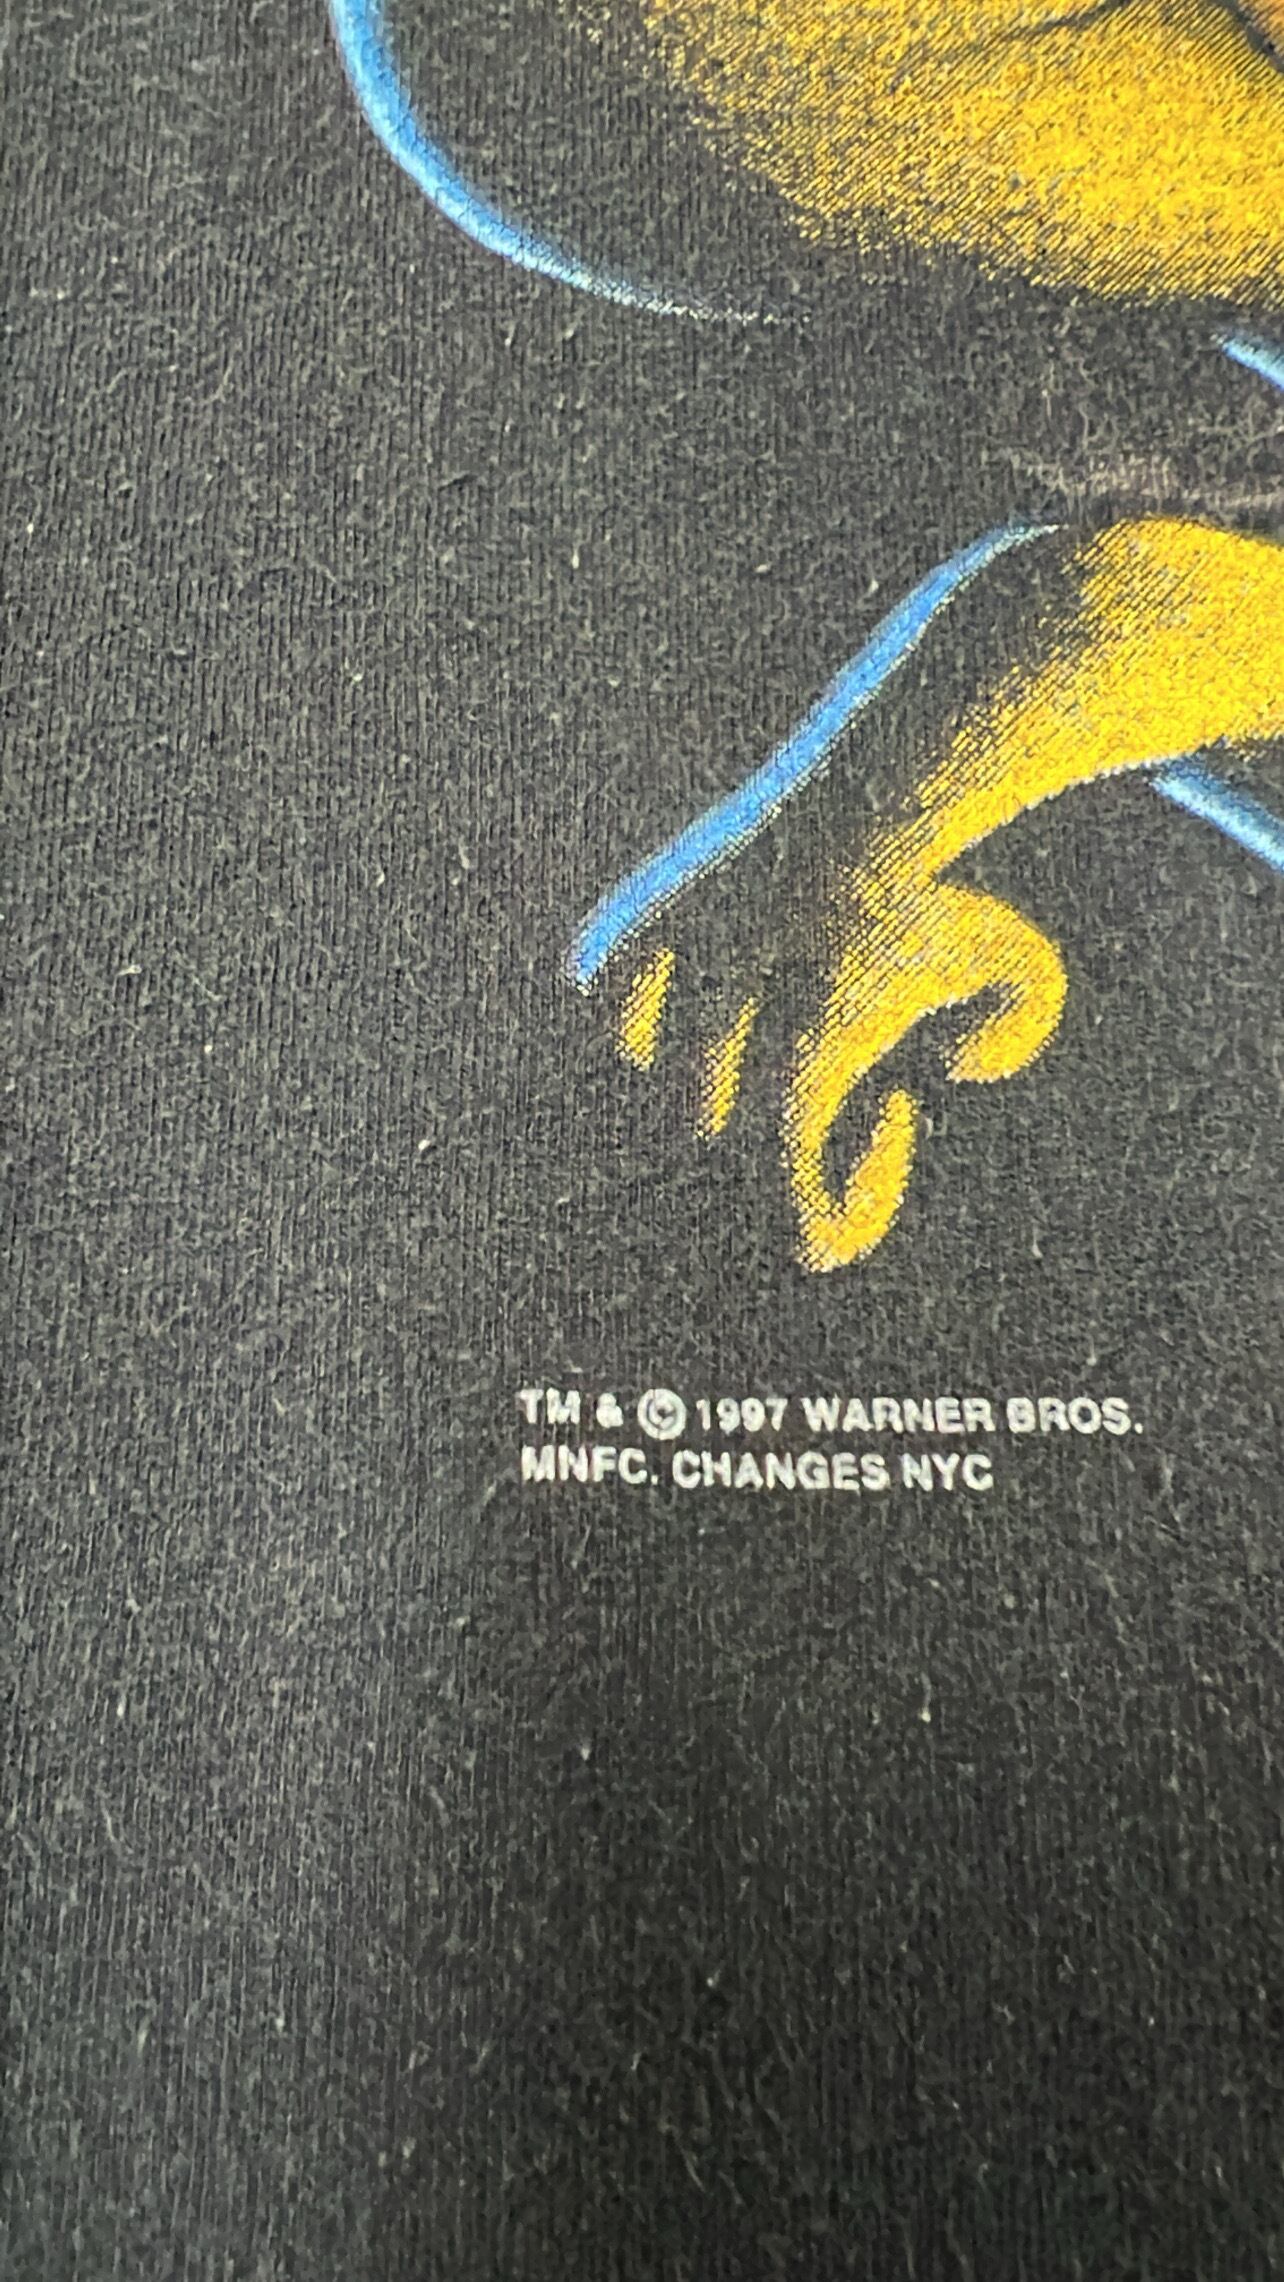 TM & © 1997 WARNER BROS.
MNFC. CHANGES NYC